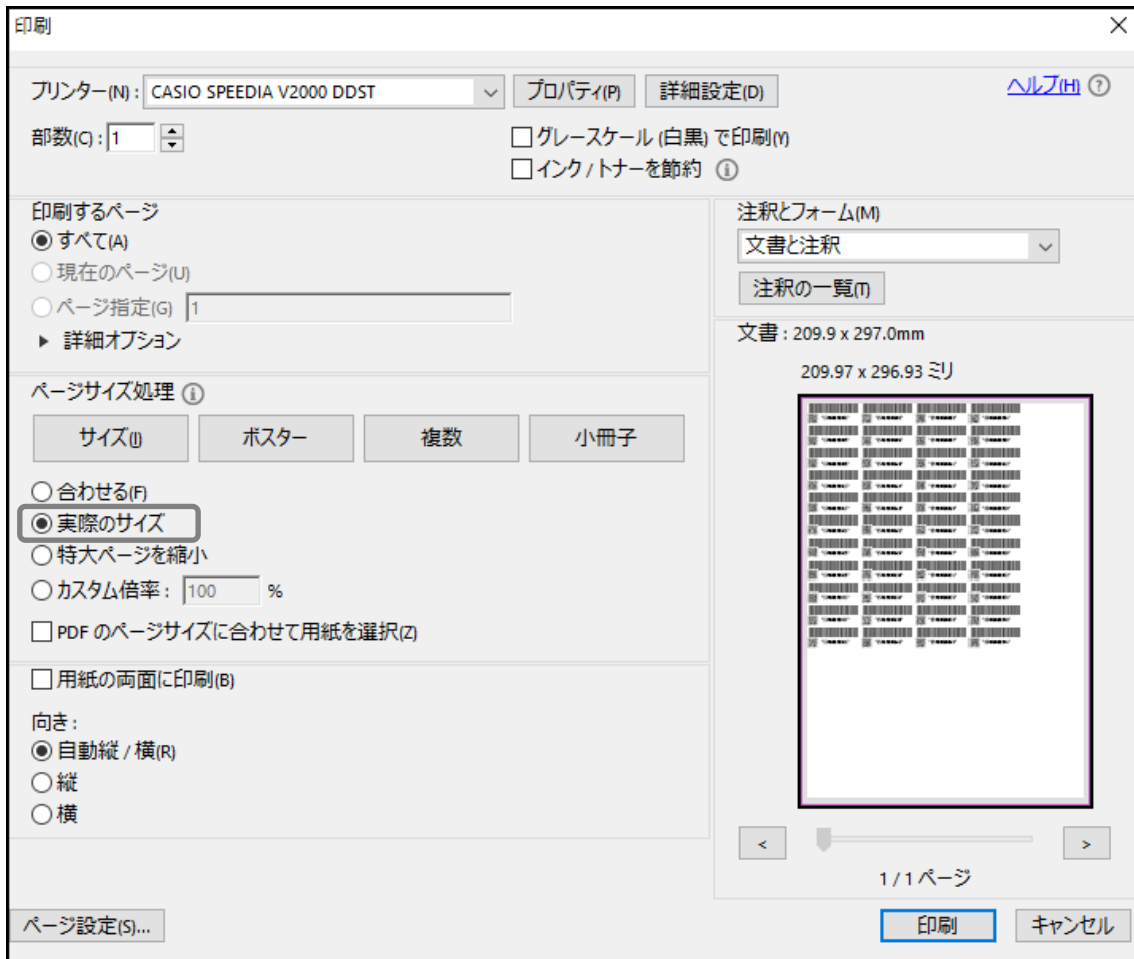 印刷
プリンター(N) : CASIO SPEEDIA V2000 DDST プロパティ(P) 詳細設定(D) ヘルプ(H)
部数(C) : 1 グレースケール (白黒) で印刷(Y)
インク / トナーを節約
印刷するページ
すべて(A)
現在のページ(U)
ページ指定(G) 1
詳細オプション
注釈とフォーム(M)
文書と注釈
注釈の一覧(T)
ページサイズ処理
サイズ(I) ポスター 複数 小冊子
合わせる(F)
実際のサイズ
特大ページを縮小
カスタム倍率 : 100 %
PDF のページサイズに合わせて用紙を選択(Z)
用紙の両面に印刷(B)
向き :
自動縦 / 横(R)
縦
横
文書 : 209.9 x 297.0mm
209.97 x 296.93 ミリ
< >
1 / 1 ページ
ページ設定(S)... 印刷 キャンセル